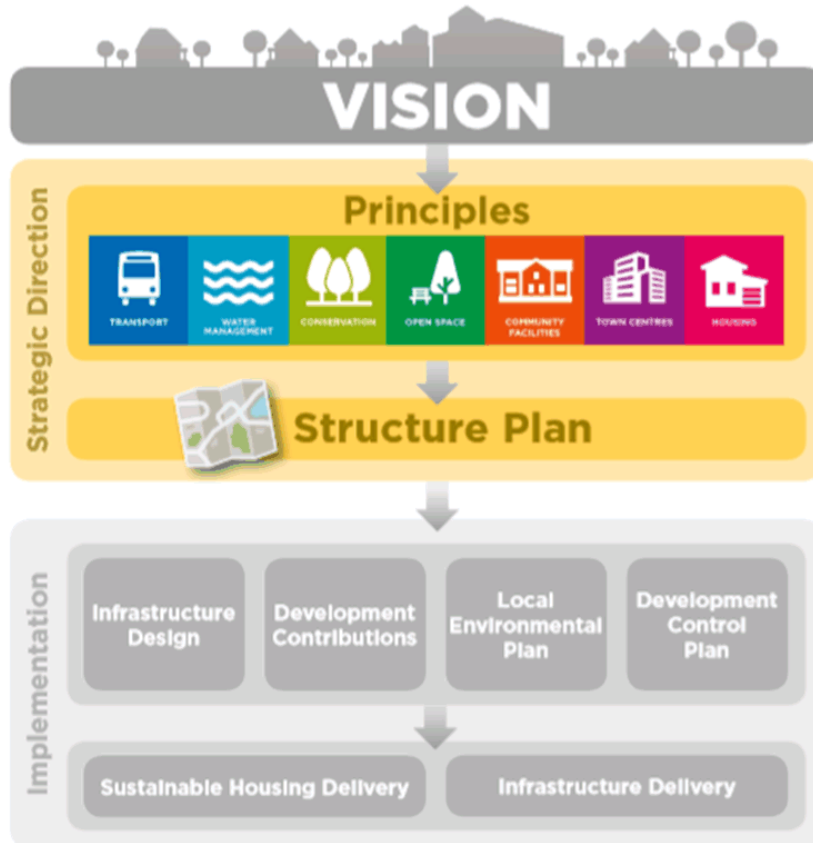 VISION
Strategic Direction
Principles
TRANSPORT
WATER
MANAGEMENT
CONSERVATION
OPEN SPACE
COMMUNITY
FACILITIES
TOWN CENTRES
HOUSING
Structure Plan
Implementation
Infrastructure
Design
Development
Contributions
Local
Environmental
Plan
Development
Control
Plan
Sustainable Housing Delivery
Infrastructure Delivery